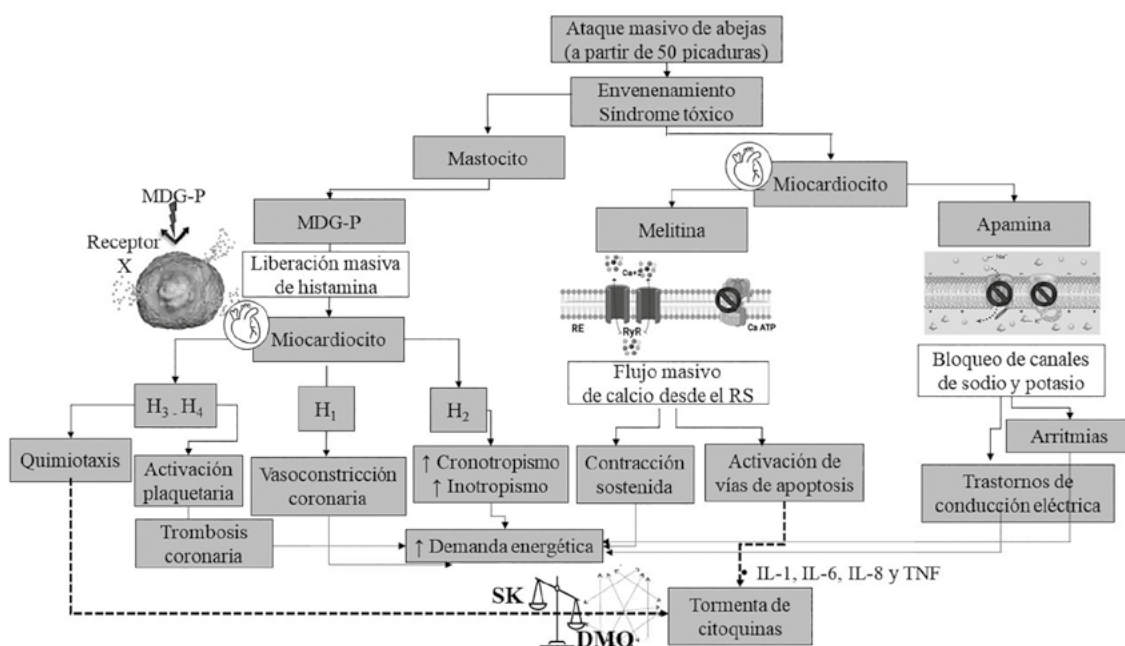 Ataque masivo de abejas
(a partir de 50 picaduras)
Envenenamiento
Síndrome tóxico
Mastocito
Miocardiocito
MDG-P
Receptor
X
MDG-P
Liberación masiva
de histamina
Miocardiocito
Melitina
Apamina
Ca+2
RE
RyR
Ca ATP
Na+
Flujo masivo
de calcio desde el RS
Bloqueo de canales
de sodio y potasio
H3 - H4
H1
H2
Quimiotaxis
Activación
plaquetaria
Trombosis
coronaria
Vasoconstricción
coronaria
↑ Cronotropismo
↑ Inotropismo
Contracción
sostenida
Activación de
vías de apoptosis
Arritmias
Trastornos de
conducción eléctrica
↑ Demanda energética
• IL-1, IL-6, IL-8 y TNF
SK
DMO
Tormenta de
citoquinas